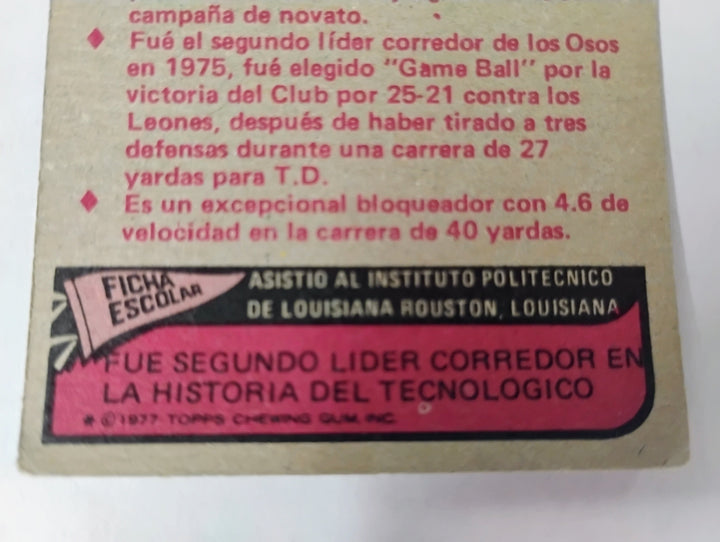 campaña de novato.
♦ Fué el segundo líder corredor de los Osos
en 1975, fué elegido "Game Ball" por la
victoria del Club por 25-21 contra los
Leones, después de haber tirado a tres
defensas durante una carrera de 27
yardas para T.D.
♦ Es un excepcional bloqueador con 4.6 de
velocidad en la carrera de 40 yardas.
FICHA
ESCOLAR
ASISTIO AL INSTITUTO POLITECNICO
DE LOUISIANA ROUSTON, LOUISIANA
FUE SEGUNDO LIDER CORREDOR EN
LA HISTORIA DEL TECNOLOGICO
* © 1977 TOPPS CHEWING GUM, INC.